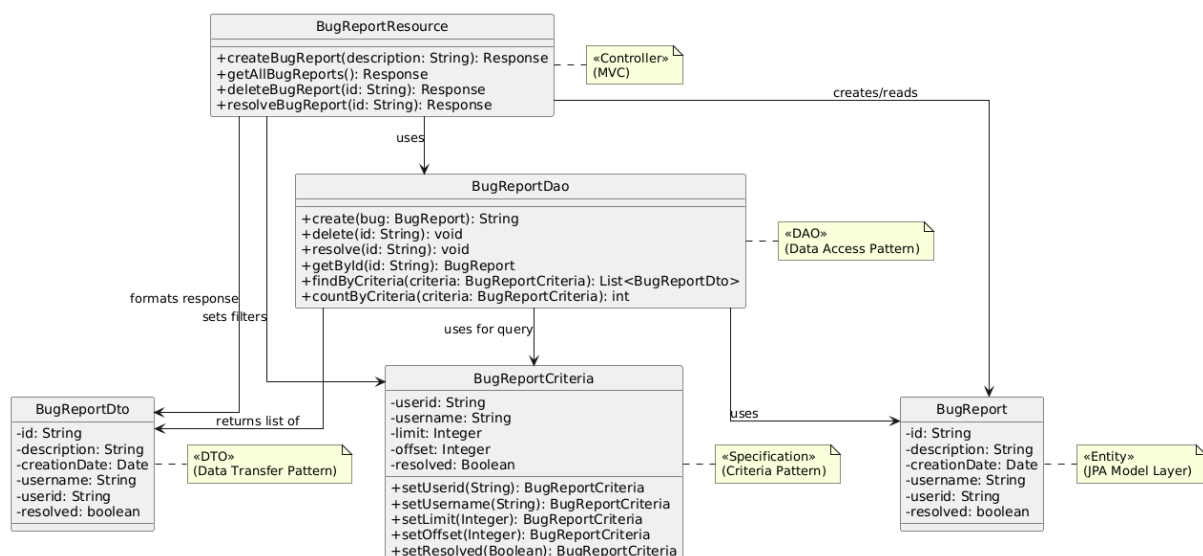 BugReportResource
+createBugReport(description: String): Response
+getAllBugReports(): Response
+deleteBugReport(id: String): Response
+resolveBugReport(id: String): Response
«Controller»
(MVC)
creates/reads
uses
BugReportDao
+create(bug: BugReport): String
+delete(id: String): void
+resolve(id: String): void
+getById(id: String): BugReport
+findByCriteria(criteria: BugReportCriteria): List<BugReportDto>
+countByCriteria(criteria: BugReportCriteria): int
«DAO»
(Data Access Pattern)
formats response
sets filters
uses for query
returns list of
uses
BugReportDto
-id: String
-description: String
-creationDate: Date
-username: String
-userid: String
-resolved: boolean
«DTO»
(Data Transfer Pattern)
BugReportCriteria
-userid: String
-username: String
-limit: Integer
-offset: Integer
-resolved: Boolean
+setUserid(String): BugReportCriteria
+setUsername(String): BugReportCriteria
+setLimit(Integer): BugReportCriteria
+setOffset(Integer): BugReportCriteria
+setResolved(Boolean): BugReportCriteria
«Specification»
(Criteria Pattern)
BugReport
-id: String
-description: String
-creationDate: Date
-username: String
-userid: String
-resolved: boolean
«Entity»
(JPA Model Layer)